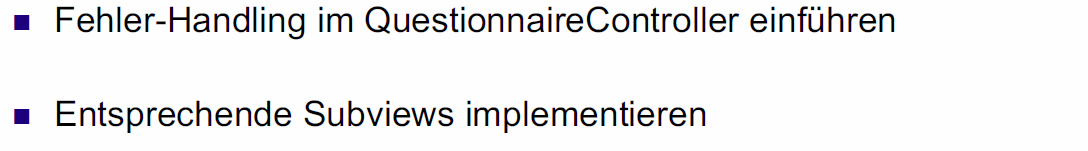 Fehler-Handling im QuestionnaireController einführen
Entsprechende Subviews implementieren